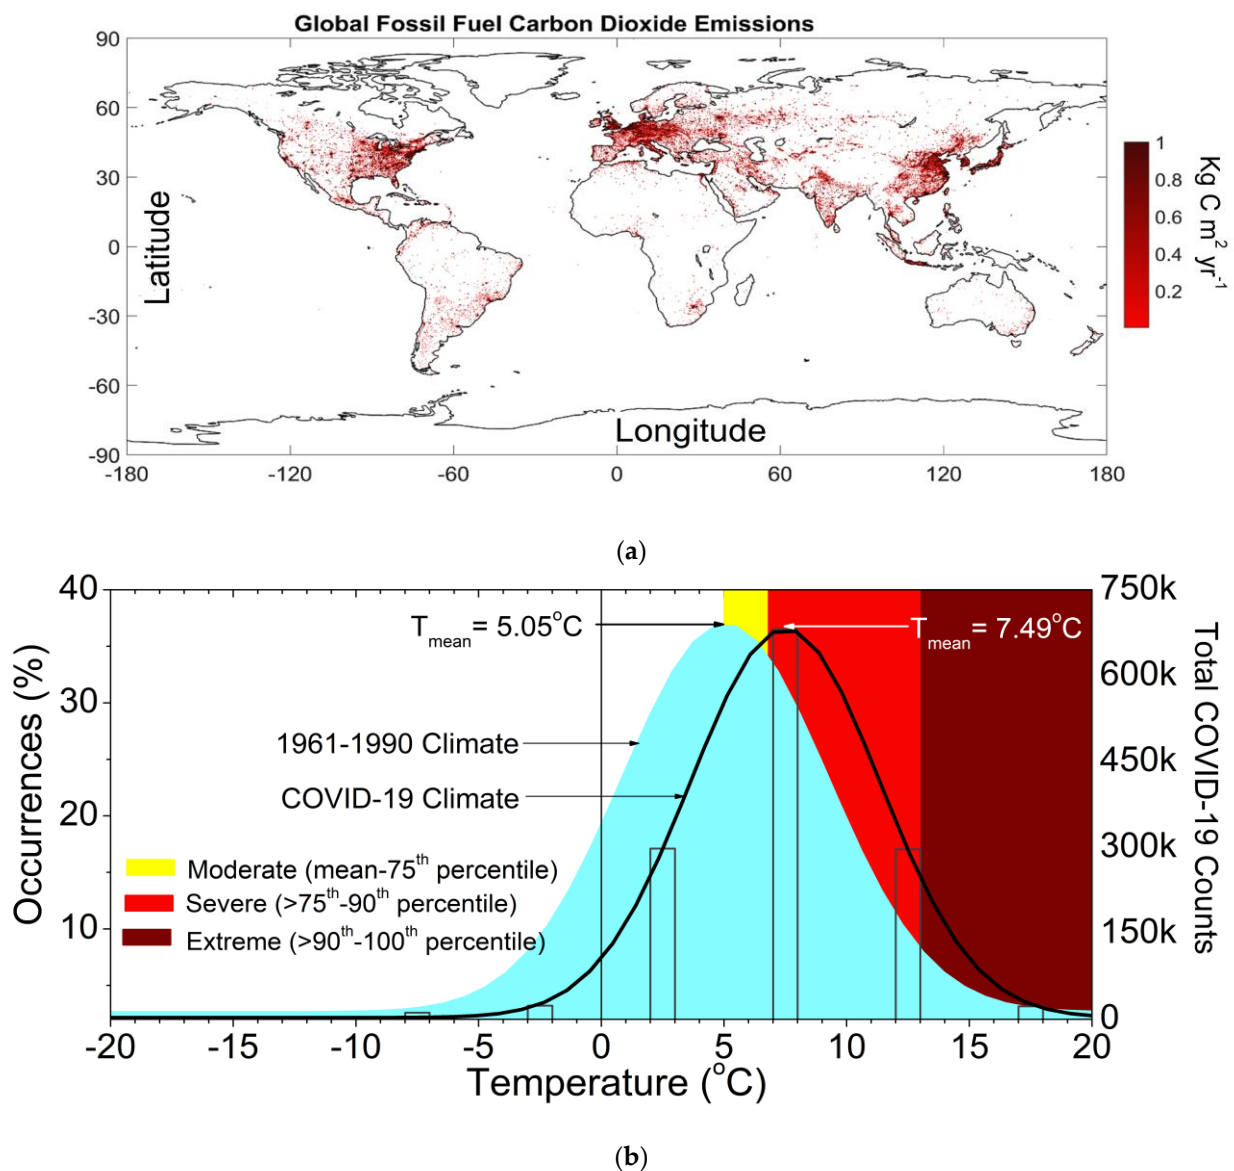 Global Fossil Fuel Carbon Dioxide Emissions
90
60
30
0
-30
-60
-90
Latitude
-180 -120 -60 0 60 120 180
Longitude
1
0.8
0.6
0.4
0.2
Kg C m² yr⁻¹
(a)
40
30
20
10
Occurrences (%)
750k
600k
450k
300k
150k
0
Total COVID-19 Counts
Tmean= 5.05°C
Tmean= 7.49°C
1961-1990 Climate
COVID-19 Climate
Moderate (mean-75th percentile)
Severe (>75th-90th percentile)
Extreme (>90th-100th percentile)
-20 -15 -10 -5 0 5 10 15 20
Temperature (°C)
(b)